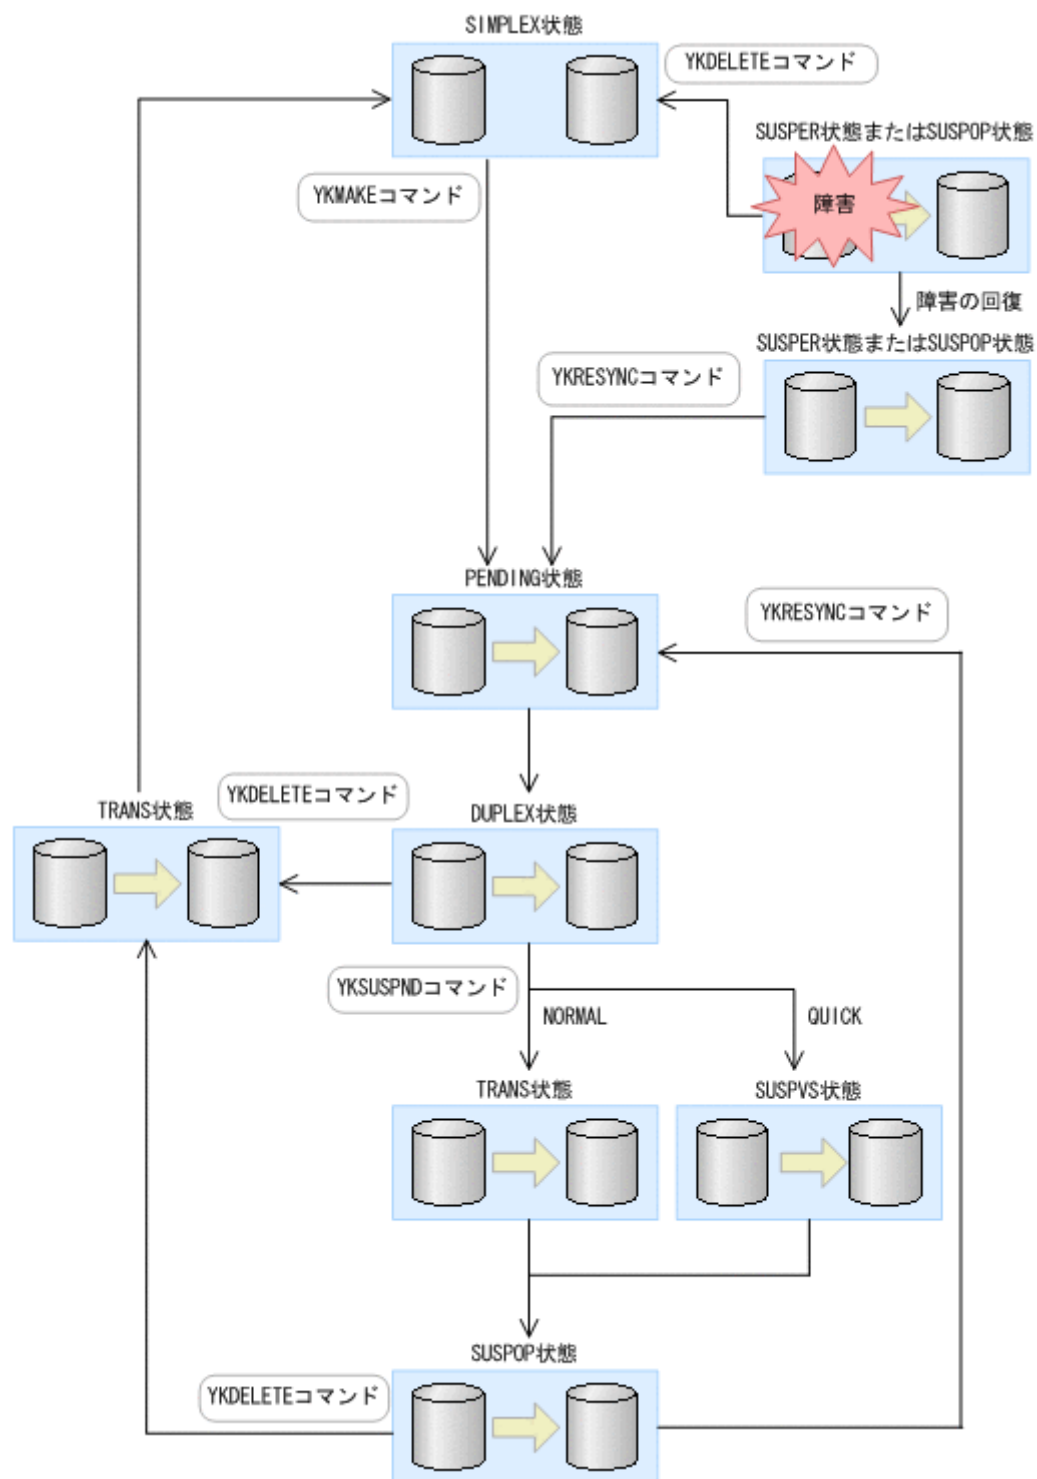 SIMPLEX状態
YKDELETEコマンド
SUSPER状態またはSUSPOP状態
YKMAKEコマンド
障害
障害の回復
SUSPER状態またはSUSPOP状態
YKRESYNCコマンド
PENDING状態
YKRESYNCコマンド
YKDELETEコマンド
TRANS状態
DUPLEX状態
YKSUSPNDコマンド
NORMAL
QUICK
TRANS状態
SUSPVS状態
SUSPOP状態
YKDELETEコマンド